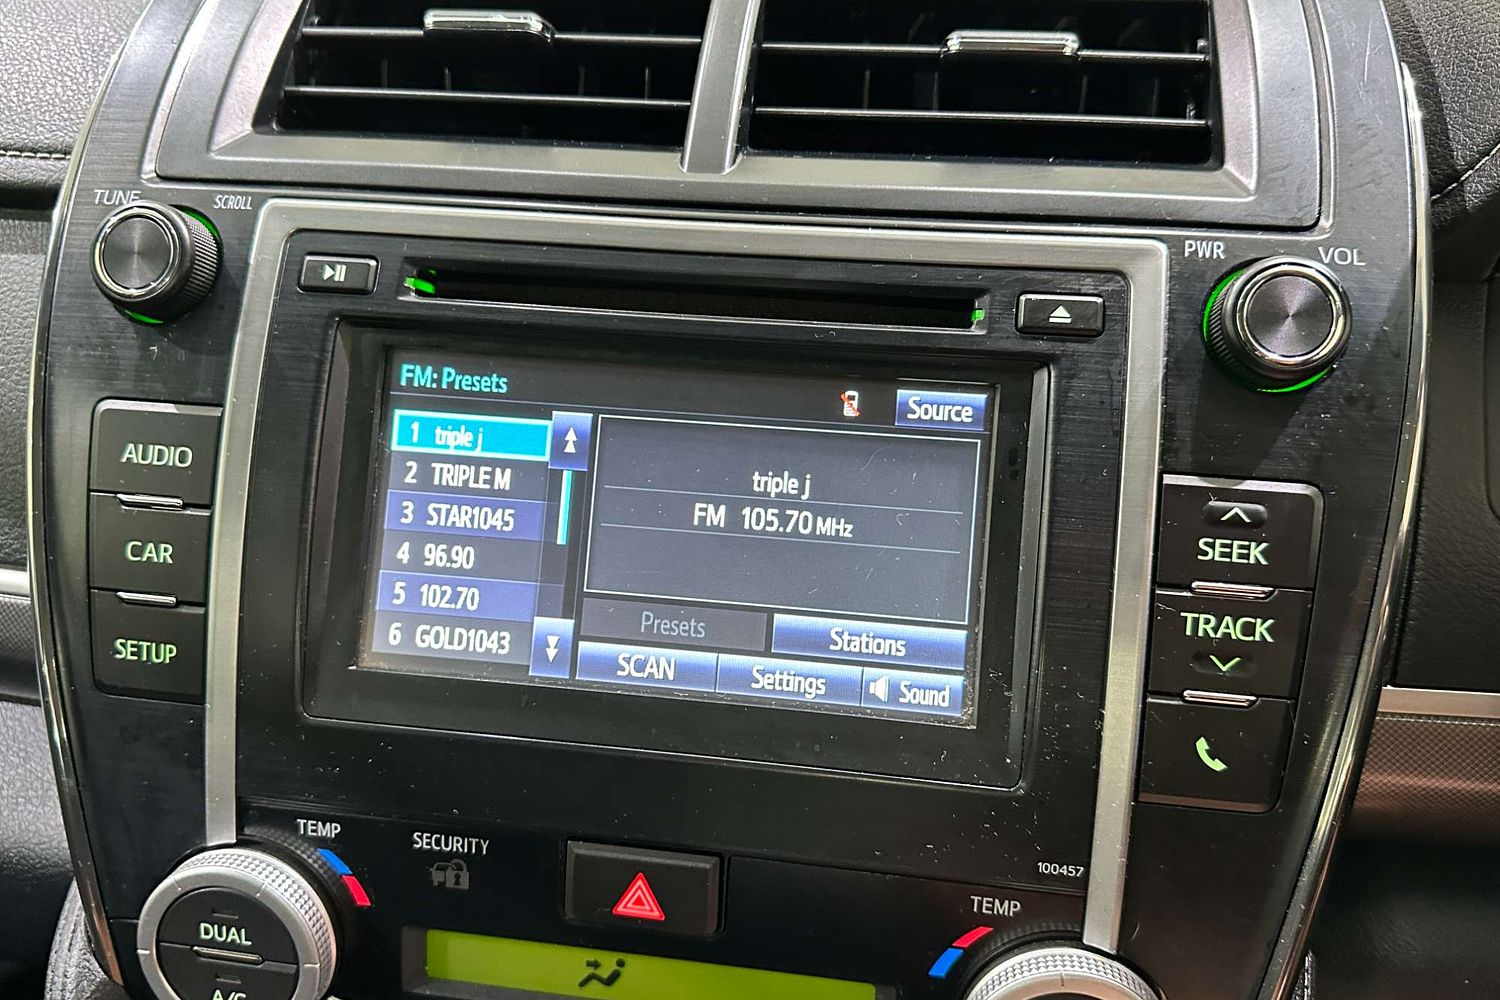 TUNE
SCROLL
PWR
VOL
FM: Presets
Source
1 triple j
2 TRIPLE M
3 STAR1045
4 96.90
5 102.70
6 GOLD1043
triple j
FM 105.70 MHz
Presets
Stations
SCAN
Settings
Sound
AUDIO
CAR
SETUP
SEEK
TRACK
TEMP
SECURITY
100457
TEMP
DUAL
A/C